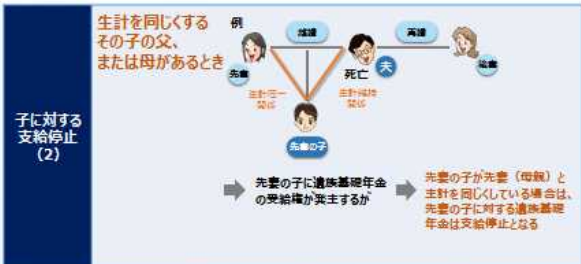 子に対する
支給停止
(2)
生計を同じくする
その子の父、
または母があるとき
例
離婚
再婚
先妻
死亡
夫
後妻
生計同一
関係
生計維持
関係
先妻の子
先妻の子に遺族基礎年金
の受給権が発生するが
先妻の子が先妻（母親）と
生計を同じくしている場合は、
先妻の子に対する遺族基礎
年金は支給停止となる